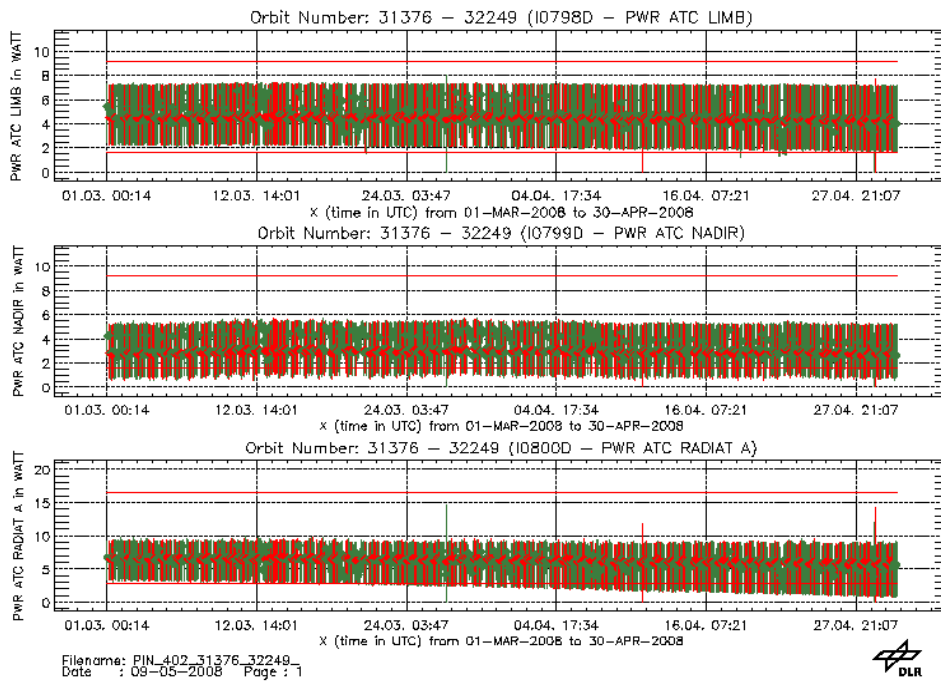 Orbit Number: 31376 – 32249 (I0798D – PWR ATC LIMB)
PWR ATC LIMB in WATT
10
8
6
4
2
0
01.03. 00:14 12.03. 14:01 24.03. 03:47 04.04. 17:34 16.04. 07:21 27.04. 21:07
X (time in UTC) from 01–MAR–2008 to 30–APR–2008
Orbit Number: 31376 – 32249 (I0799D – PWR ATC NADIR)
PWR ATC NADIR in WATT
10
8
6
4
2
0
01.03. 00:14 12.03. 14:01 24.03. 03:47 04.04. 17:34 16.04. 07:21 27.04. 21:07
X (time in UTC) from 01–MAR–2008 to 30–APR–2008
Orbit Number: 31376 – 32249 (I0800D – PWR ATC RADIAT A)
PWR ATC RADIAT A in WATT
20
15
10
5
0
01.03. 00:14 12.03. 14:01 24.03. 03:47 04.04. 17:34 16.04. 07:21 27.04. 21:07
X (time in UTC) from 01–MAR–2008 to 30–APR–2008
Filename: PIN_402_31376_32249_
Date : 09–05–2008 Page : 1
DLR